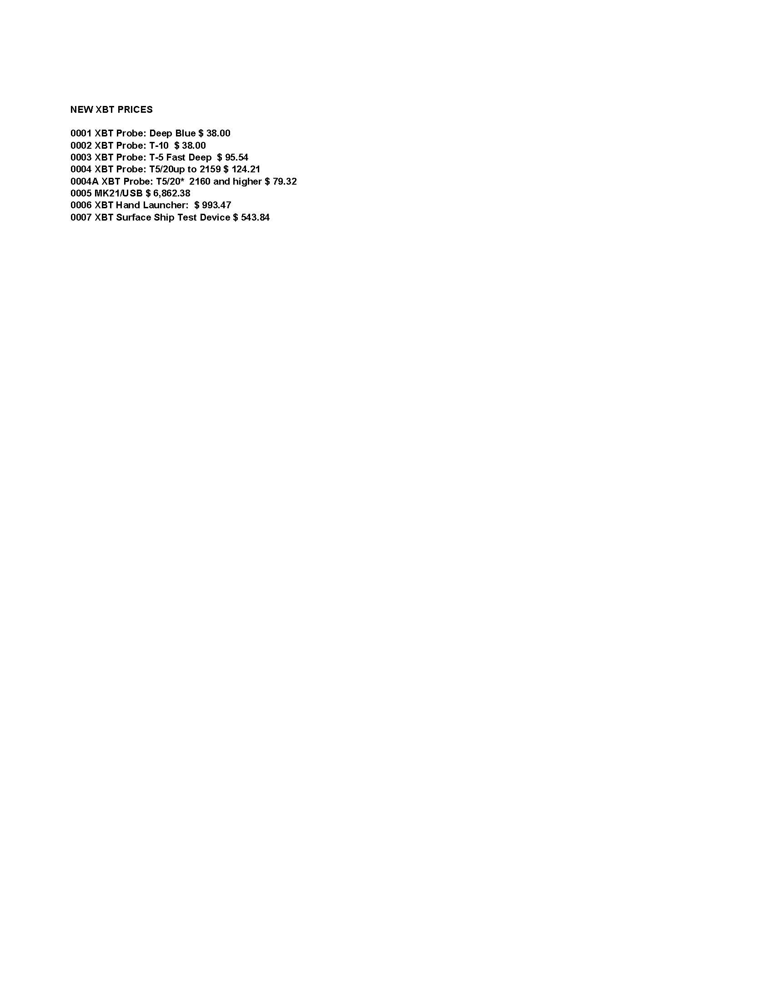 NEW XBT PRICES
0001 XBT Probe: Deep Blue $ 38.00
0002 XBT Probe: T-10  $ 38.00
0003 XBT Probe: T-5 Fast Deep  $ 95.54
0004 XBT Probe: T5/20up to 2159 $ 124.21
0004A XBT Probe: T5/20*  2160 and higher $ 79.32
0005 MK21/USB $ 6,862.38
0006 XBT Hand Launcher:  $ 993.47
0007 XBT Surface Ship Test Device $ 543.84